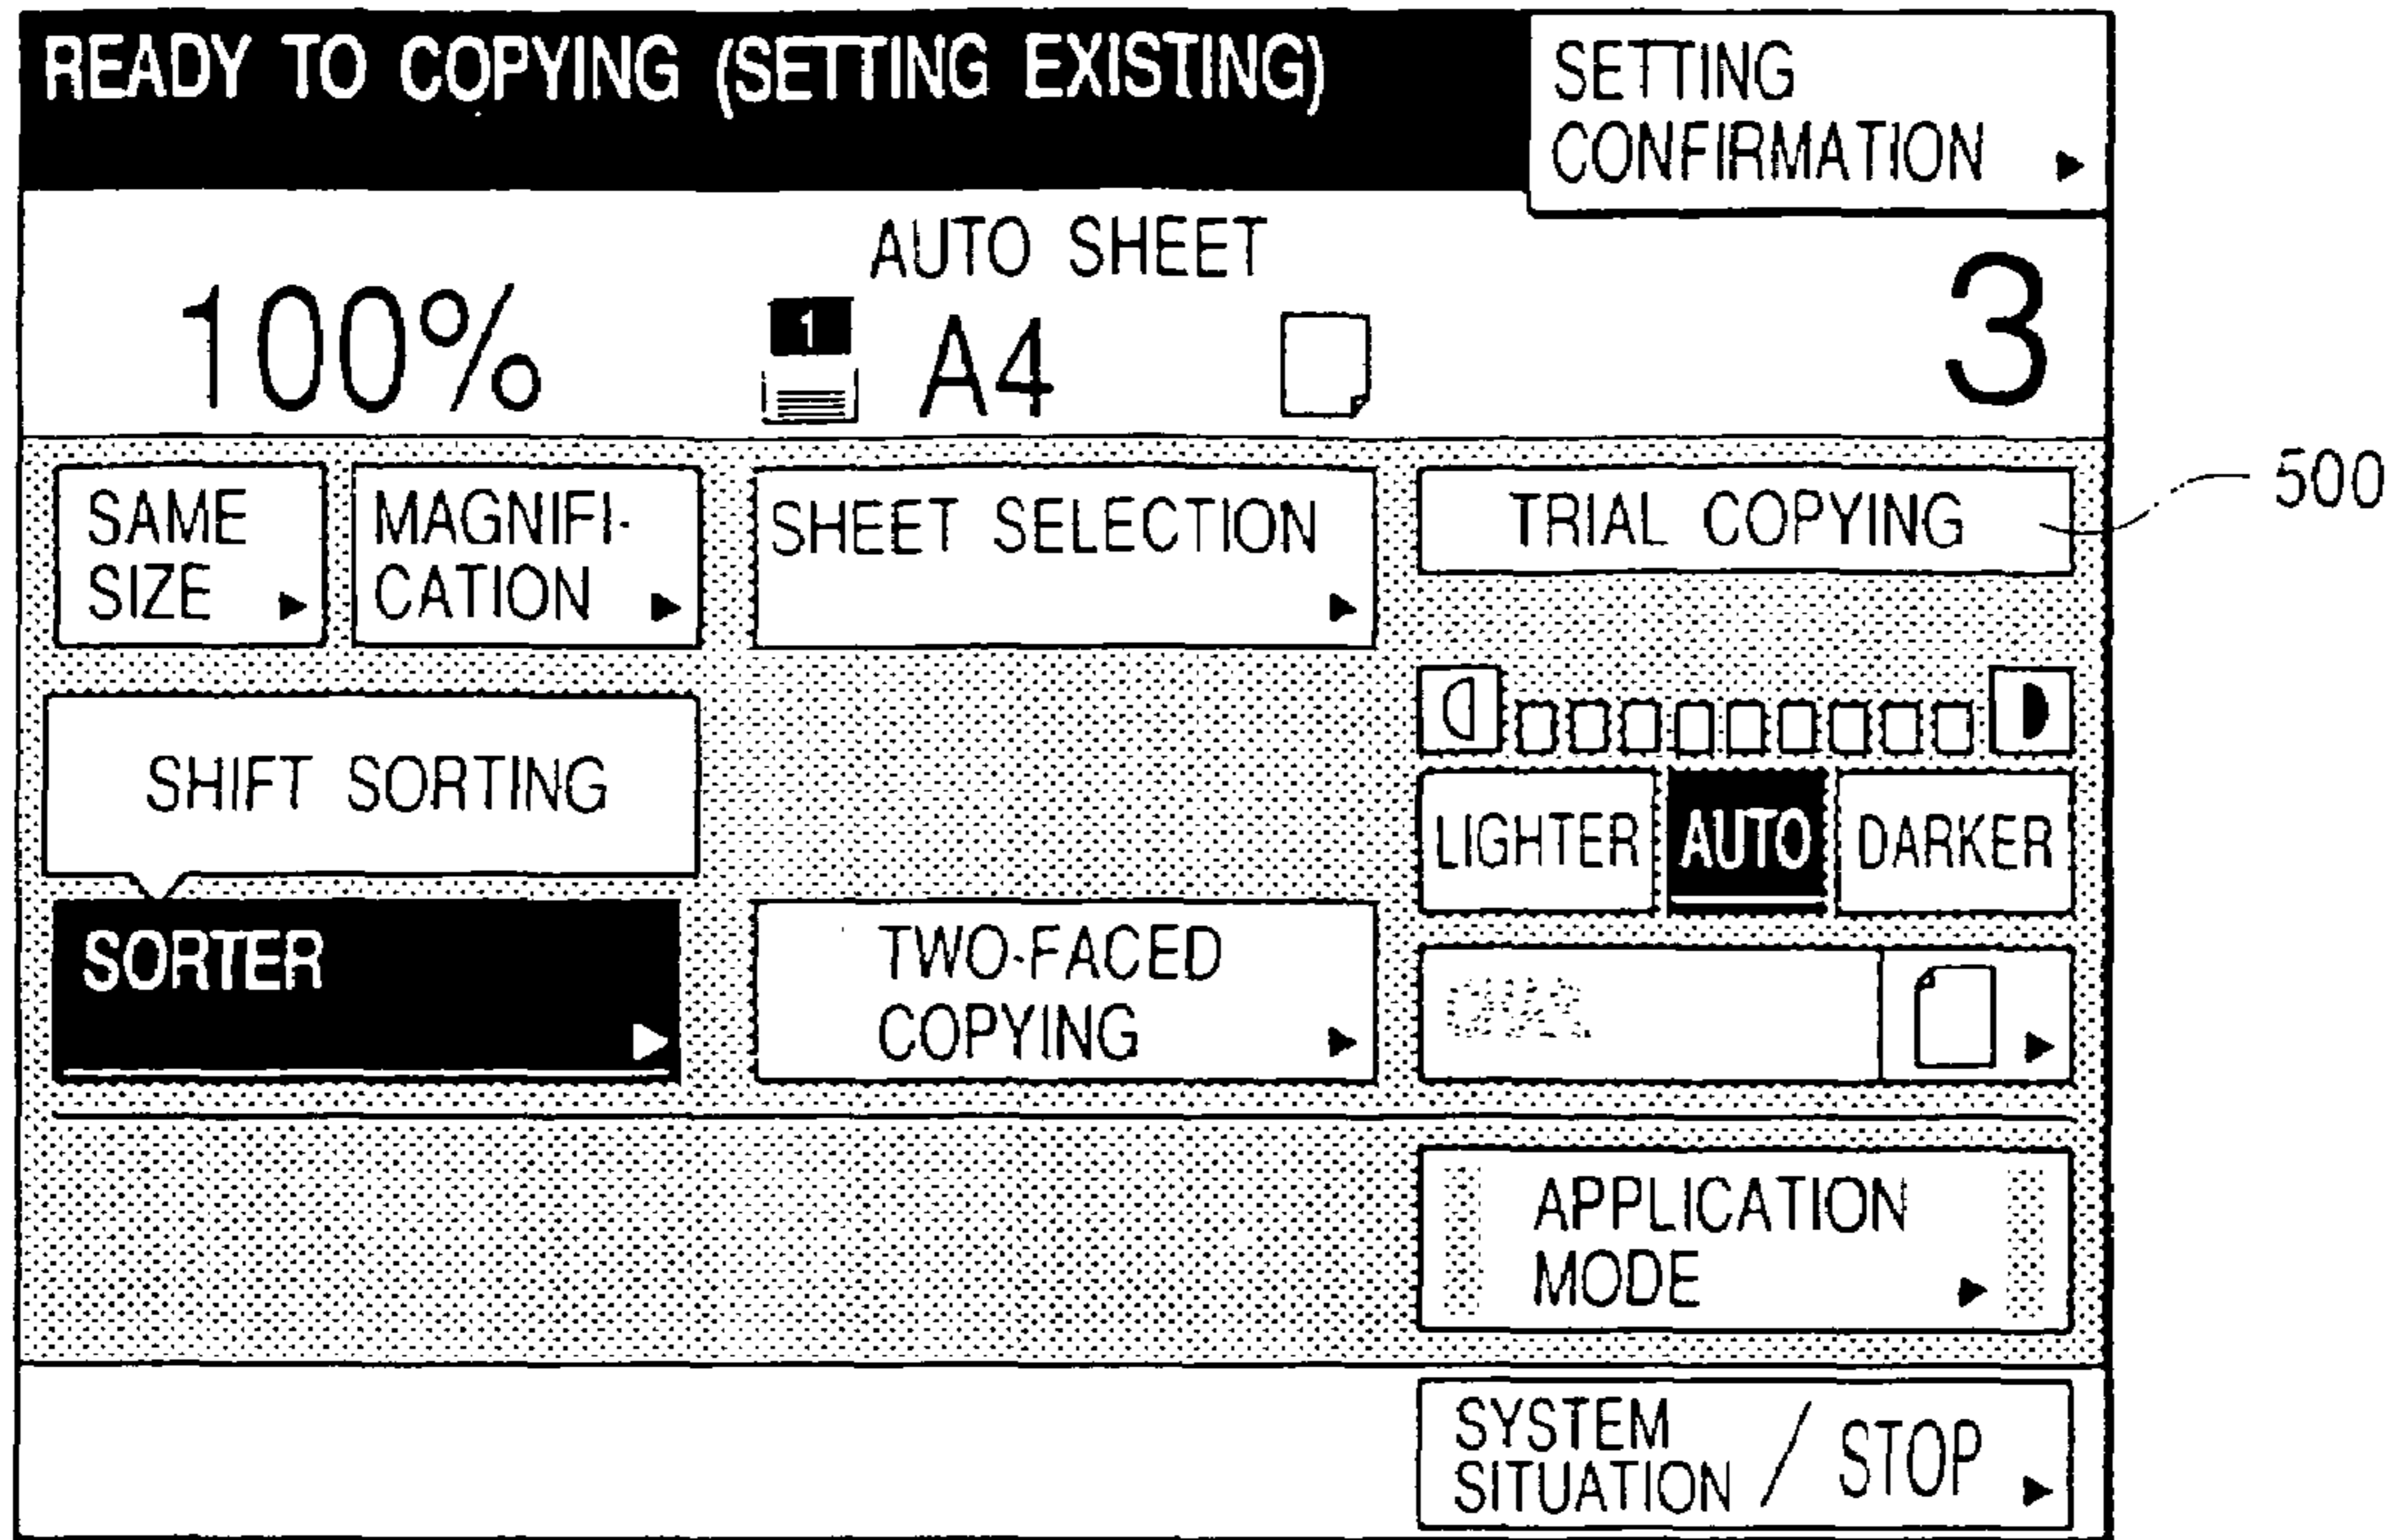 READY TO COPYING (SETTING EXISTING)
SETTING
CONFIRMATION
AUTO SHEET
100%
1
A4
3
SAME
SIZE
MAGNIFI-
CATION
SHEET SELECTION
TRIAL COPYING
500
SHIFT SORTING
LIGHTER
AUTO
DARKER
SORTER
TWO-FACED
COPYING
APPLICATION
MODE
SYSTEM
SITUATION / STOP